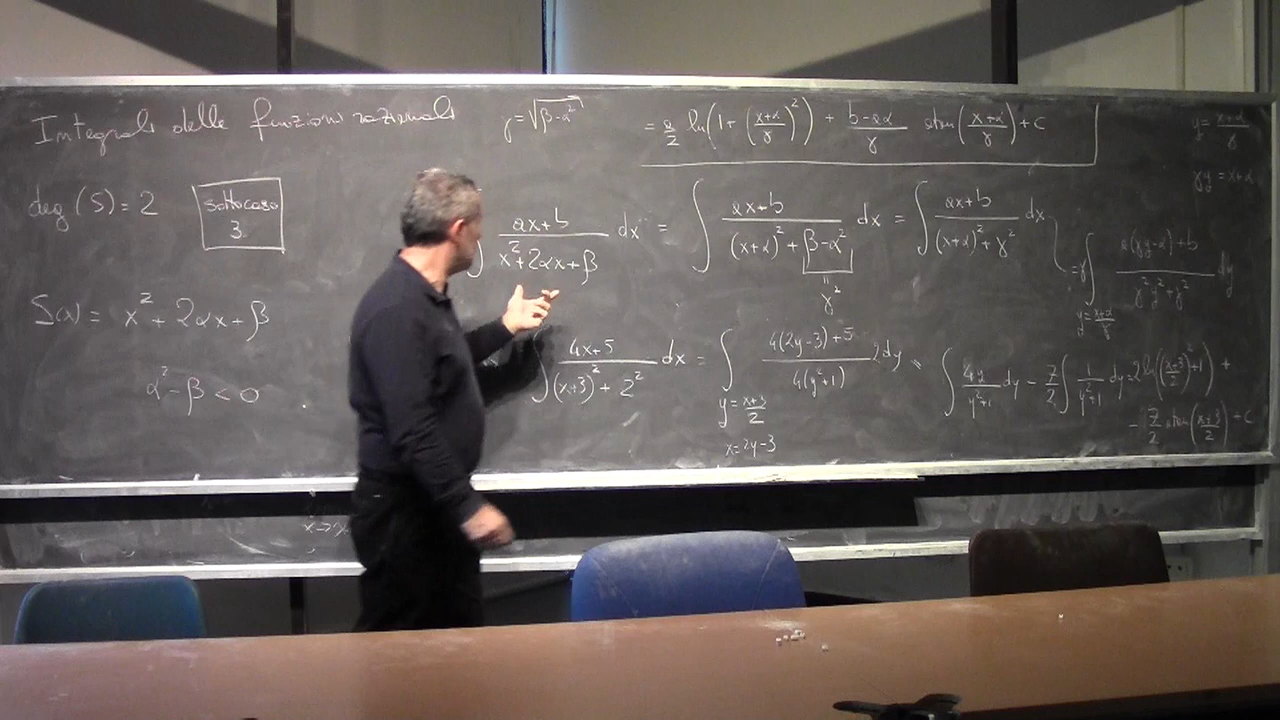 Integrali delle funzioni razionali
γ = √(β-α²)
= a/2 ln(1+((x+α)/γ)²) + (b-aα)/γ atan((x+α)/γ) + C
y = (x+α)/γ
γy = x+α
deg(S) = 2
sottocaso
3.
∫ (ax+b)/(x²+2αx+β) dx = ∫ (ax+b)/((x+α)²+β-α²) dx = ∫ (ax+b)/((x+α)²+γ²) dx
γ²
= γ∫ (a(γy-α)+b)/(γ²y²+γ²) dy
y = (x+α)/γ
S(x) = x²+2αx+β
α²-β<0
∫ (4x+5)/((x+3)²+2²) dx = ∫ (4(2y-3)+5)/(4(y²+1)) 2dy = ∫ 4y/(y²+1) dy - 7/2 ∫ 1/(y²+1) dy = 2 ln(((x+3)/2)²+1) +
- 7/2 atan((x+3)/2) + C
y = (x+3)/2
x = 2y-3